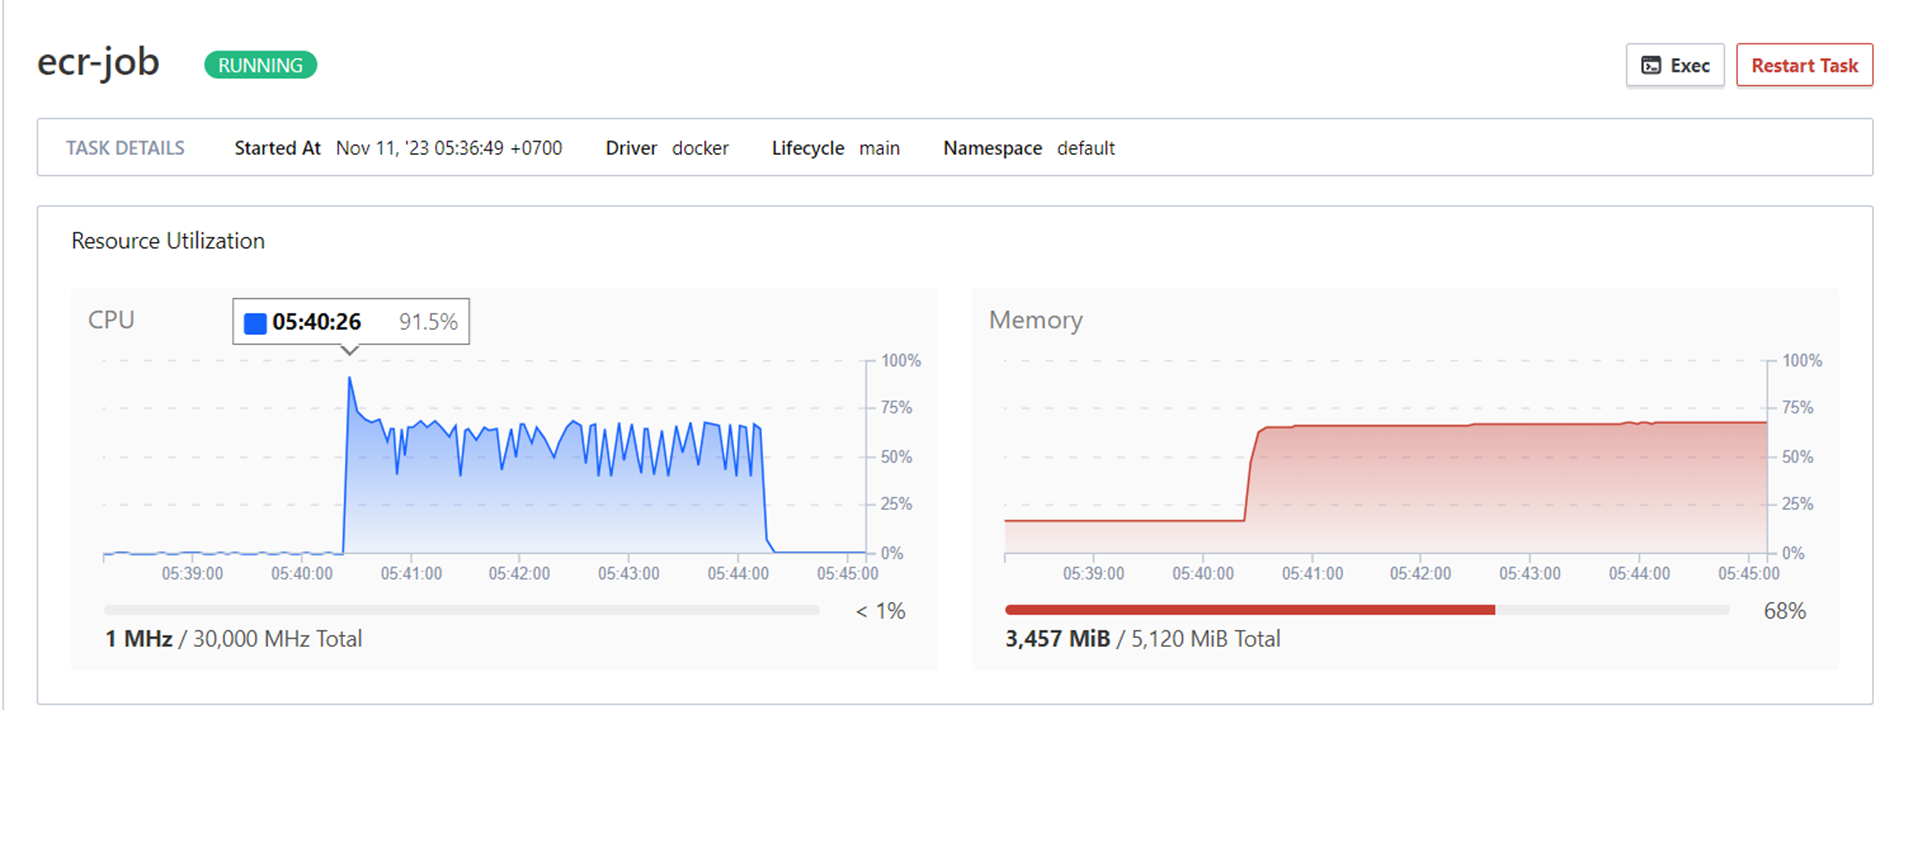 ecr-job RUNNING Exec Restart Task
TASK DETAILS Started At Nov 11, '23 05:36:49 +0700 Driver docker Lifecycle main Namespace default
Resource Utilization
CPU
05:40:26 91.5%
100%
75%
50%
25%
0%
05:39:00 05:40:00 05:41:00 05:42:00 05:43:00 05:44:00 05:45:00
< 1%
1 MHz / 30,000 MHz Total
Memory
100%
75%
50%
25%
0%
05:39:00 05:40:00 05:41:00 05:42:00 05:43:00 05:44:00 05:45:00
68%
3,457 MiB / 5,120 MiB Total